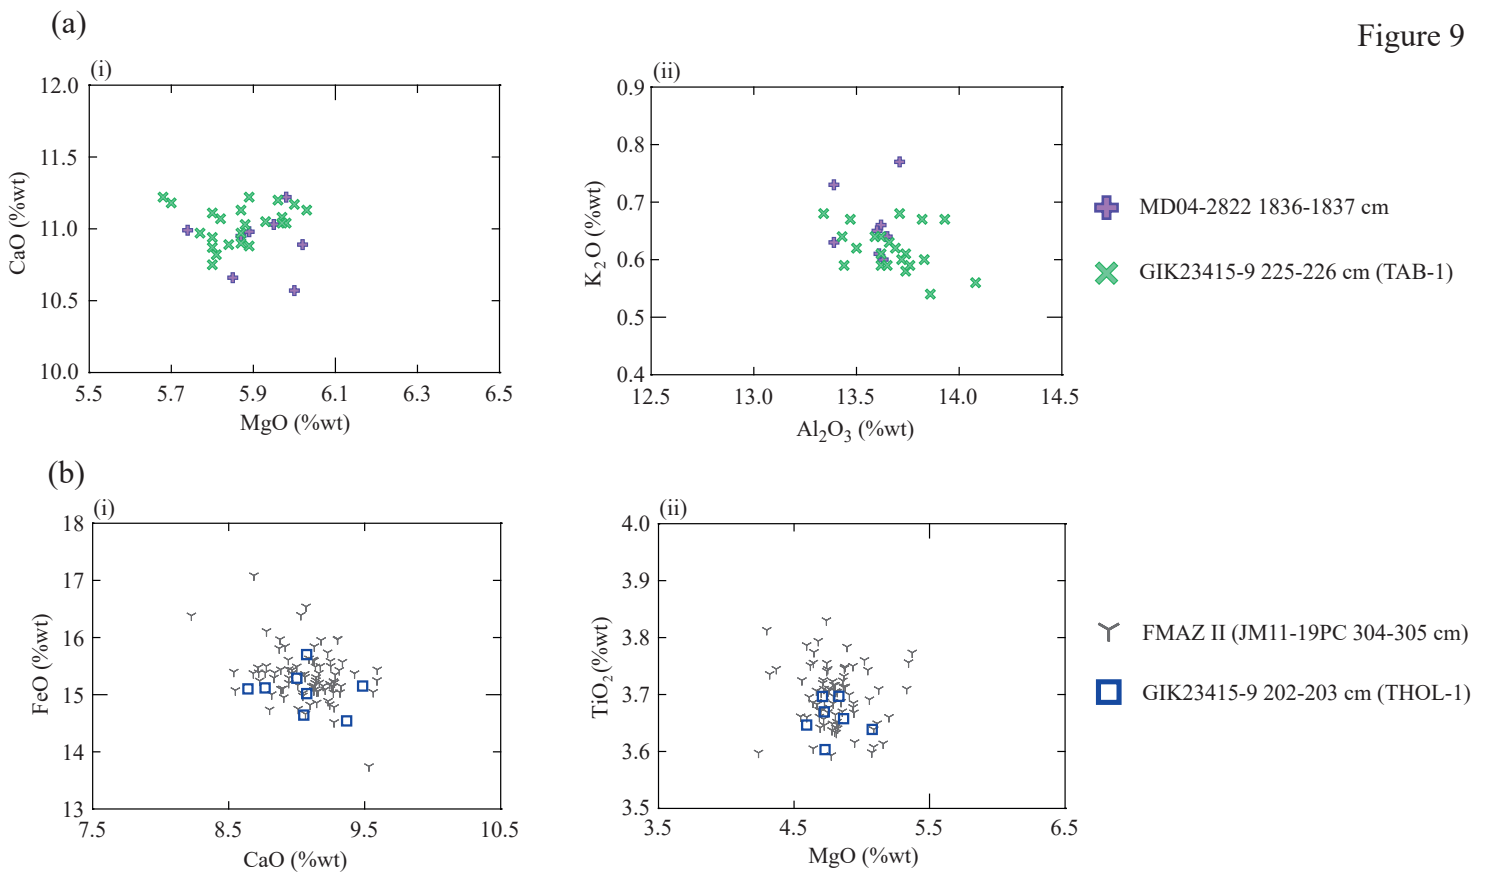 (a)
Figure 9
(i)
12.0
11.5
11.0
10.5
10.0
CaO (%wt)
5.5 5.7 5.9 6.1 6.3 6.5
MgO (%wt)
(ii)
0.9
0.8
0.7
0.6
0.5
0.4
K₂O (%wt)
12.5 13.0 13.5 14.0 14.5
Al₂O₃ (%wt)
MD04-2822 1836-1837 cm
GIK23415-9 225-226 cm (TAB-1)
(b)
(i)
18
17
16
15
14
13
FeO (%wt)
7.5 8.5 9.5 10.5
CaO (%wt)
(ii)
4.0
3.9
3.8
3.7
3.6
3.5
TiO₂ (%wt)
3.5 4.5 5.5 6.5
MgO (%wt)
FMAZ II (JM11-19PC 304-305 cm)
GIK23415-9 202-203 cm (THOL-1)